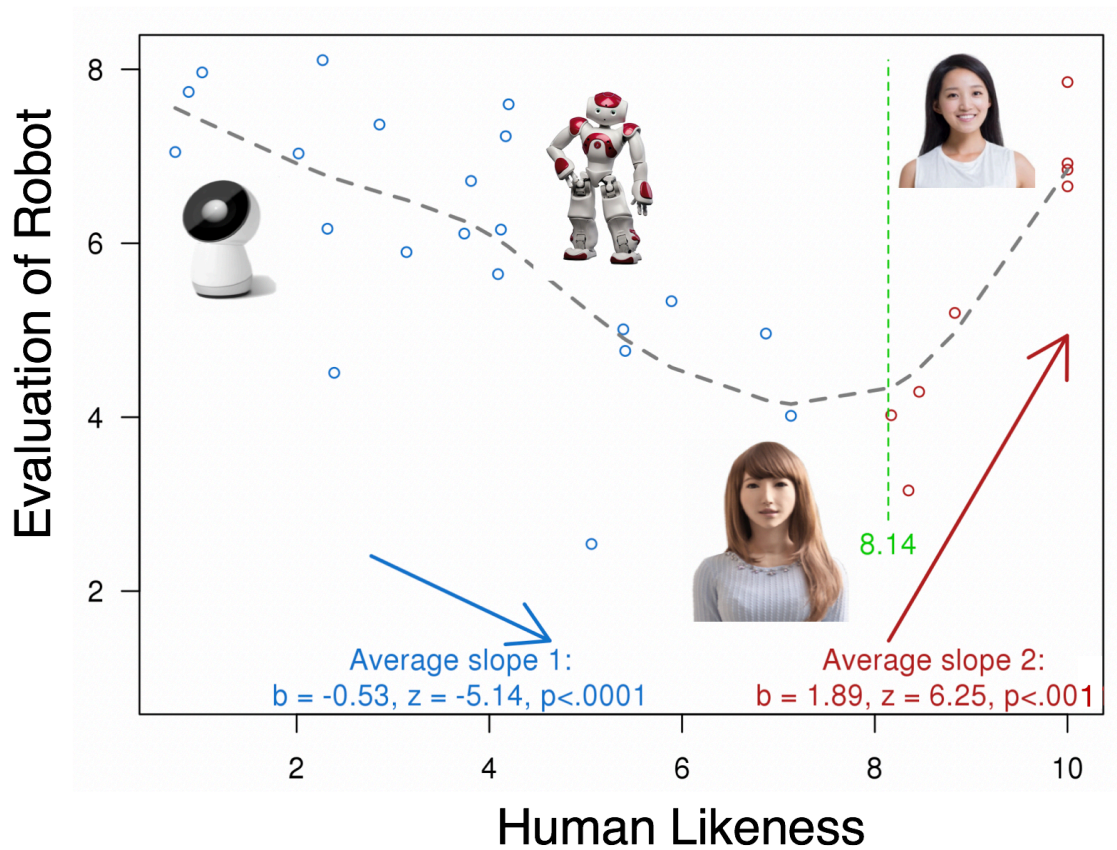 Evaluation of Robot
8
6
4
2
8.14
Average slope 1:
b = -0.53, z = -5.14, p<.0001
Average slope 2:
b = 1.89, z = 6.25, p<.001
2
4
6
8
10
Human Likeness